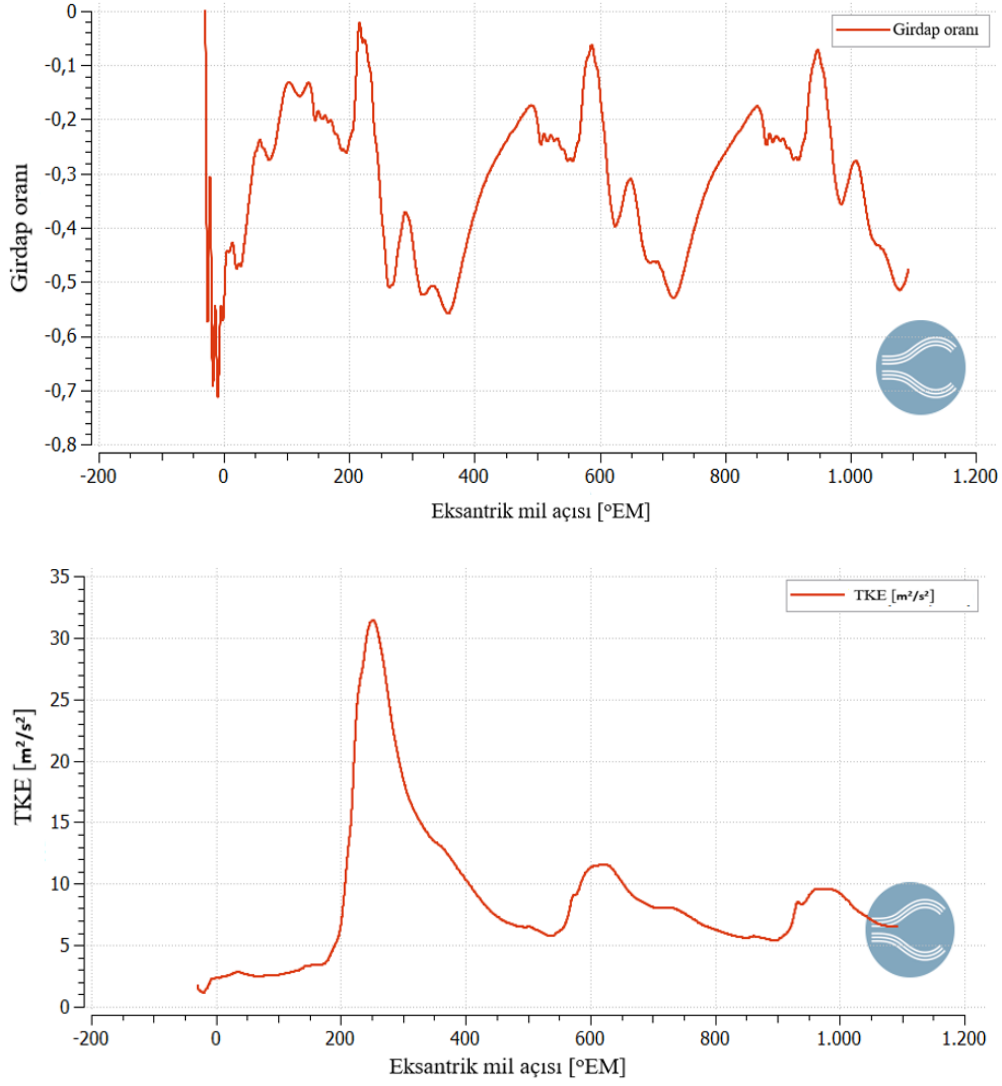 0
-0,1
-0,2
-0,3
-0,4
-0,5
-0,6
-0,7
-0,8
Girdap oranı
Girdap oranı
-200 0 200 400 600 800 1.000 1.200
Eksantrik mil açısı [ºEM]
35
30
25
20
15
10
5
0
TKE [m²/s²]
TKE [m²/s²]
-200 0 200 400 600 800 1.000 1.200
Eksantrik mil açısı [ºEM]